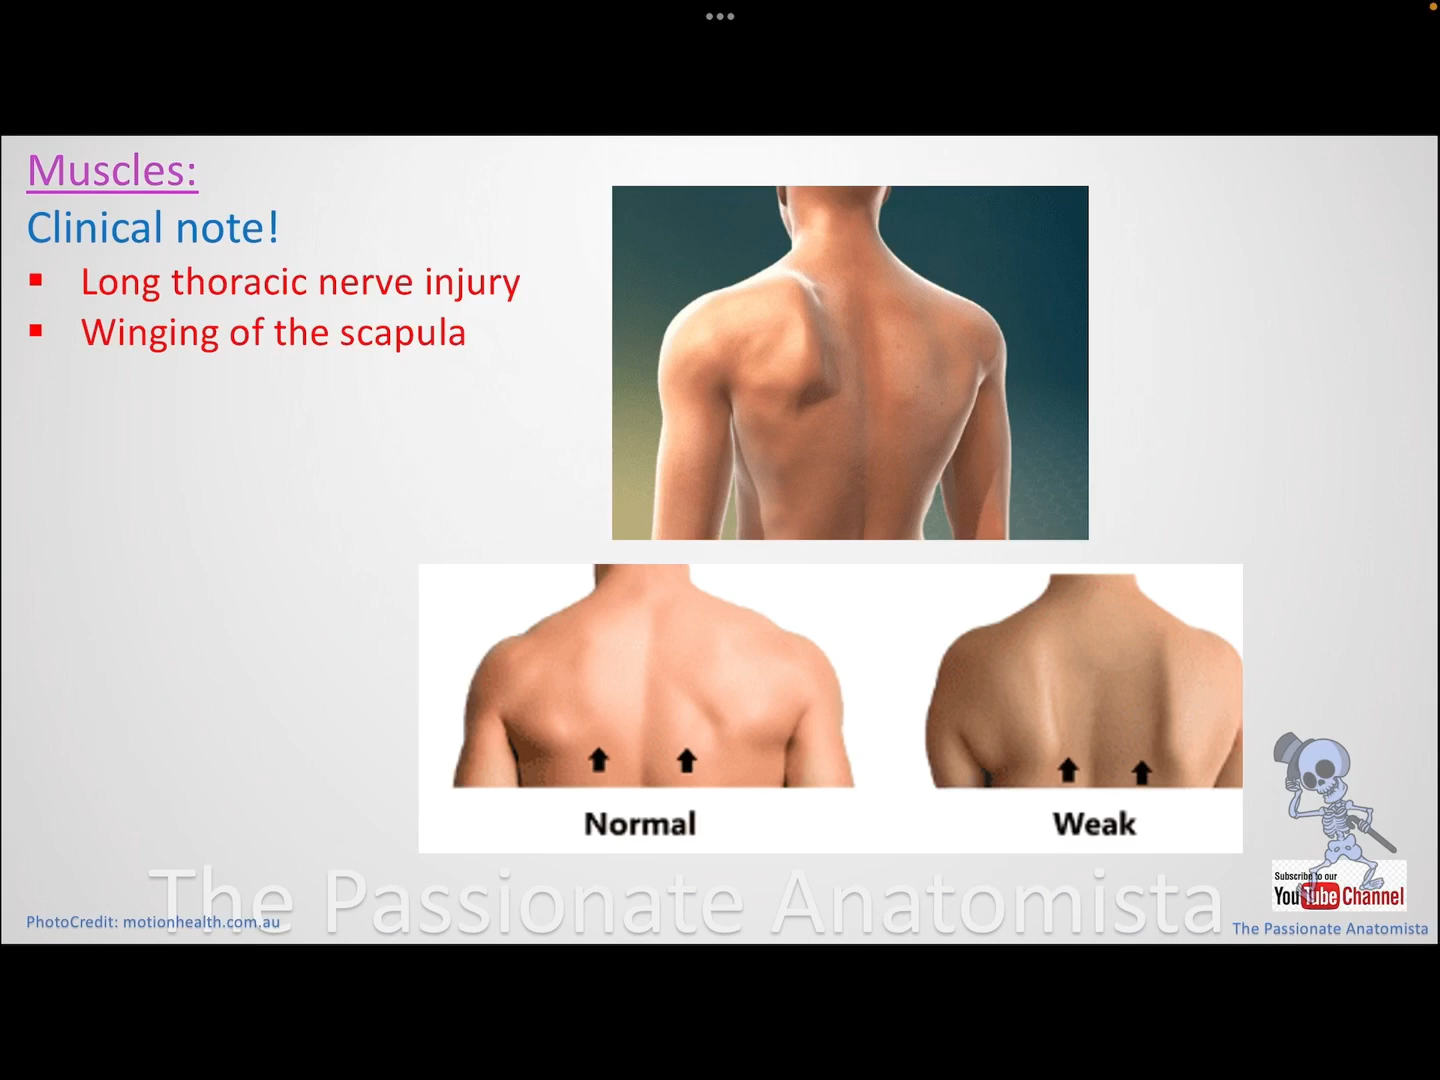 Muscles:
Clinical note!
▪ Long thoracic nerve injury
▪ Winging of the scapula
Normal
Weak
The Passionate Anatomista
PhotoCredit: motionhealth.com.au
Subscribe to our
YouTube Channel
The Passionate Anatomista